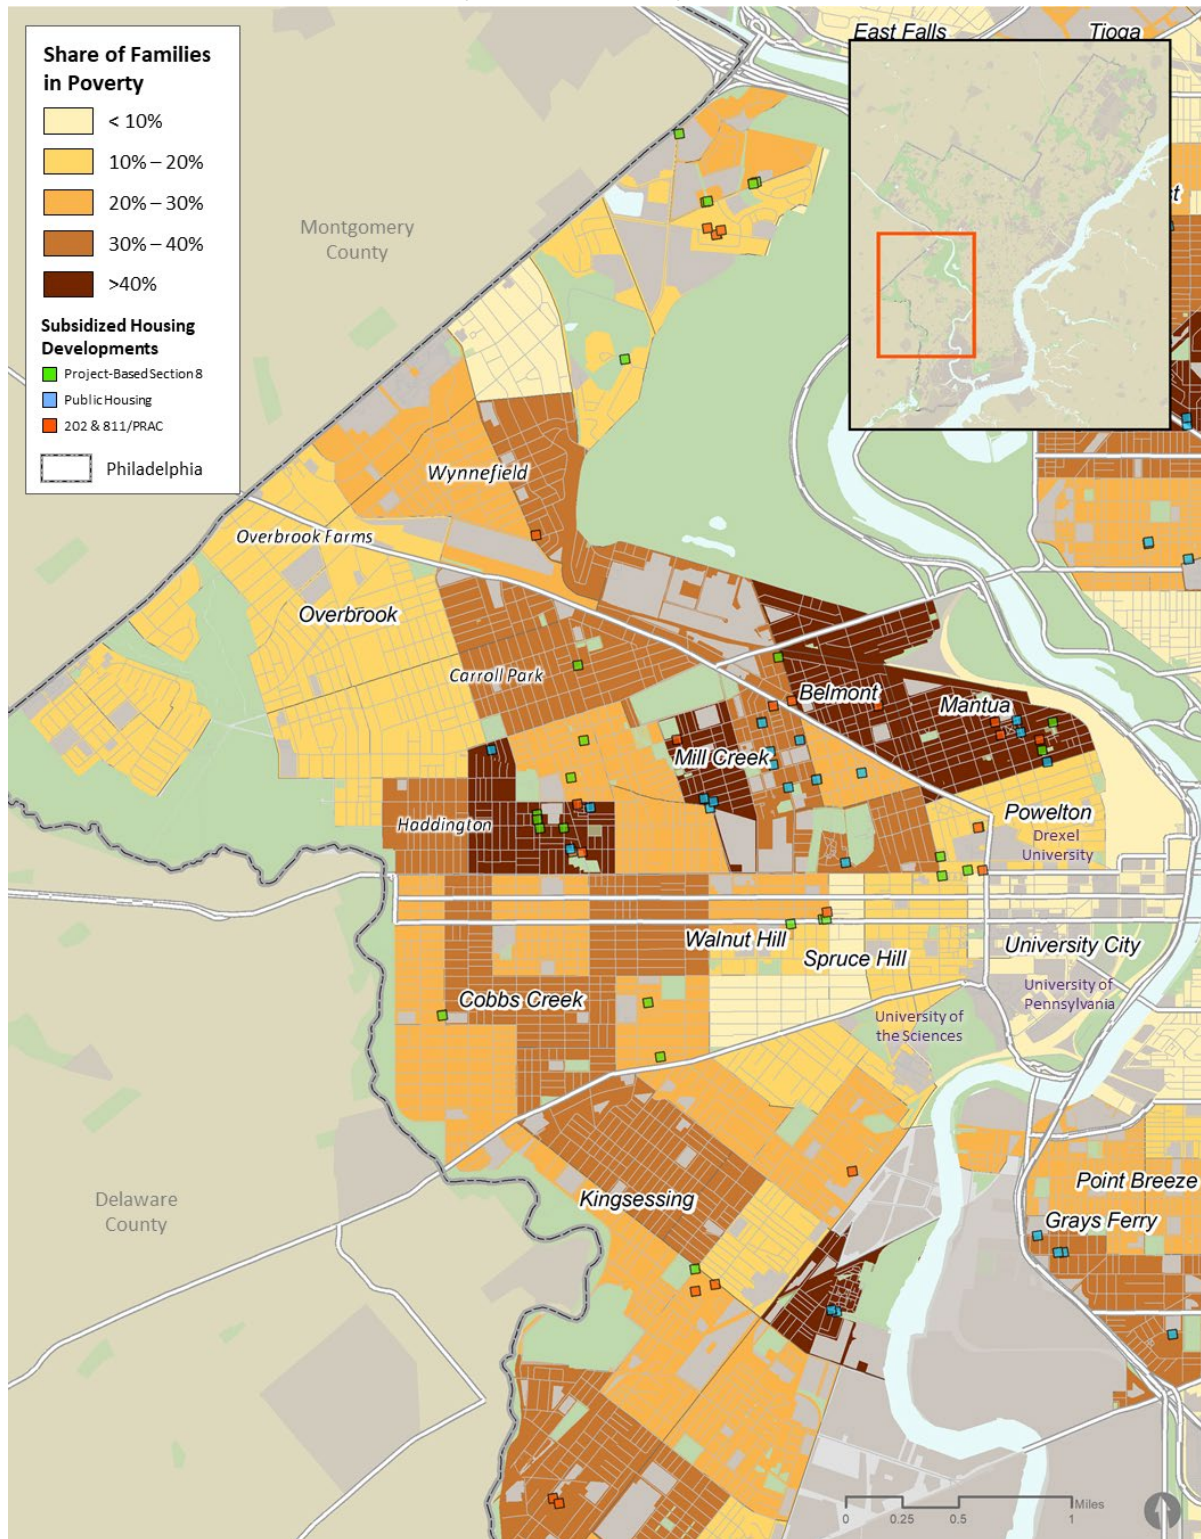 Share of Families
in Poverty
< 10%
10% – 20%
20% – 30%
30% – 40%
>40%
Subsidized Housing
Developments
Project-Based Section 8
Public Housing
202 & 811/PRAC
Philadelphia
East Falls
Tioga
Montgomery
County
Wynnefield
Overbrook Farms
Overbrook
Carroll Park
Belmont
Mantua
Mill Creek
Haddington
Powelton
Drexel
University
Walnut Hill
Spruce Hill
University City
Cobbs Creek
University of
Pennsylvania
University of
the Sciences
Delaware
County
Kingsessing
Point Breeze
Grays Ferry
Miles
0
0.25
0.5
1